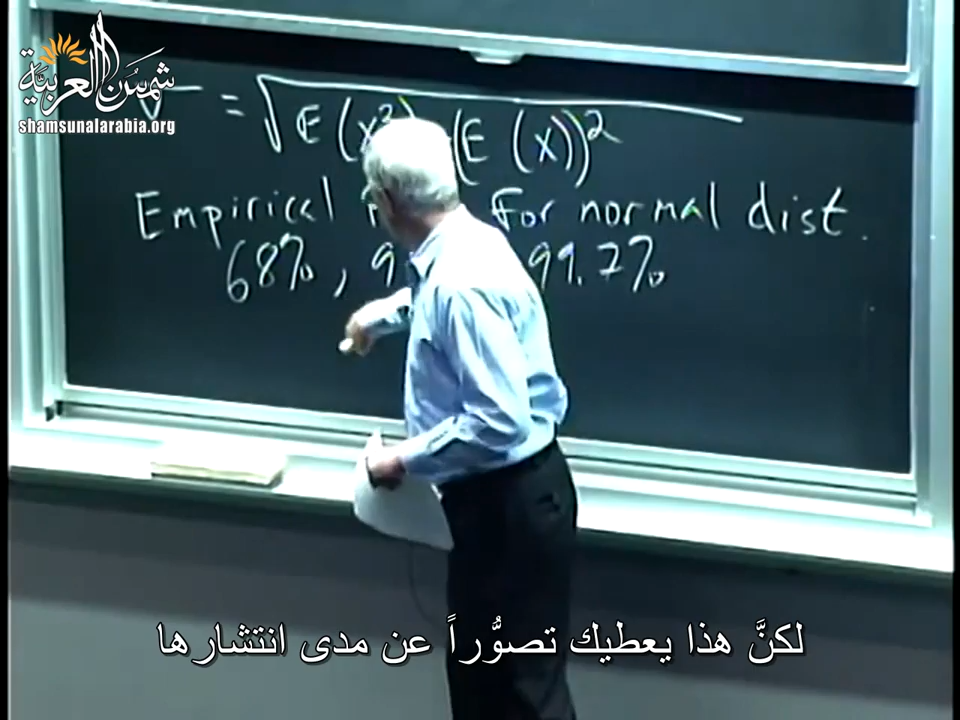 شمس العربية
shamsunalarabia.org
= √E(x²) (E(x))²
Empirical For normal dist.
68%, 99.7%
لكنَّ هذا يعطيك تصوُّراً عن مدى انتشارها